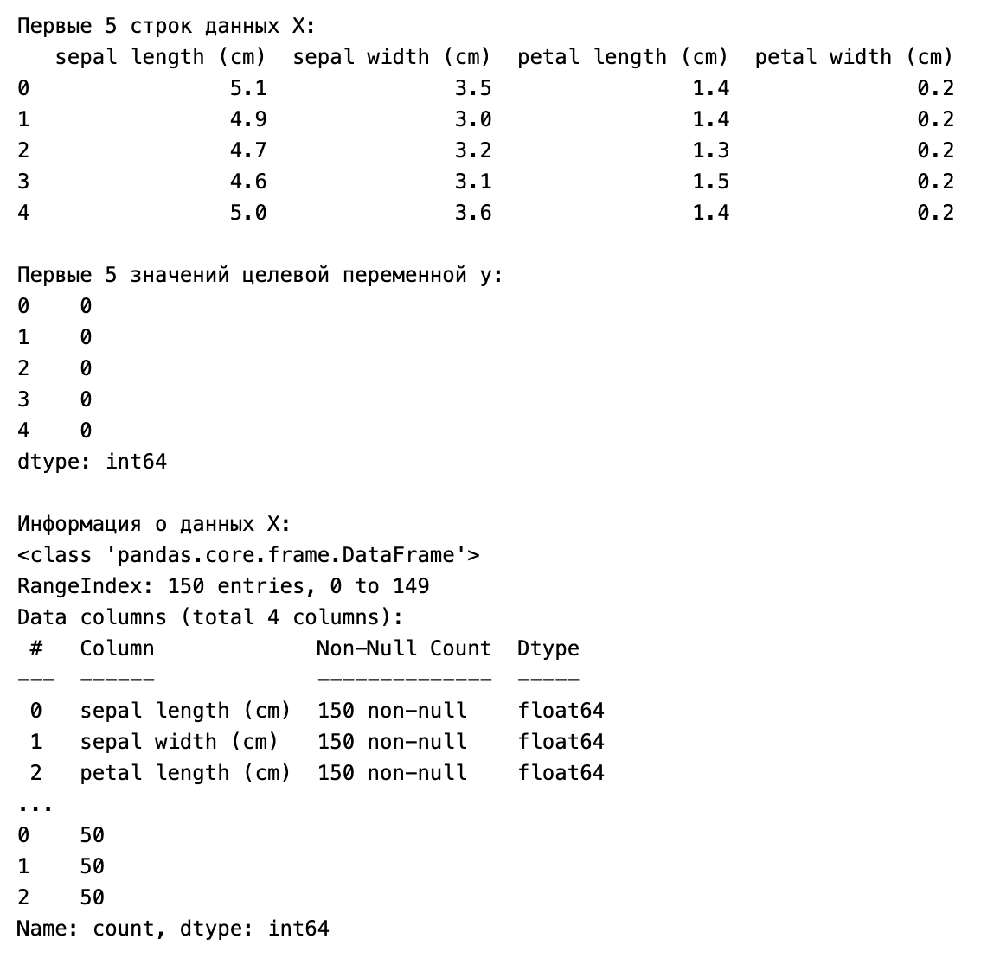 Первые 5 строк данных X:
   sepal length (cm)  sepal width (cm)  petal length (cm)  petal width (cm)
0                5.1               3.5                1.4               0.2
1                4.9               3.0                1.4               0.2
2                4.7               3.2                1.3               0.2
3                4.6               3.1                1.5               0.2
4                5.0               3.6                1.4               0.2

Первые 5 значений целевой переменной y:
0    0
1    0
2    0
3    0
4    0
dtype: int64

Информация о данных X:
<class 'pandas.core.frame.DataFrame'>
RangeIndex: 150 entries, 0 to 149
Data columns (total 4 columns):
 #   Column             Non-Null Count  Dtype
---  ------             --------------  -----
 0   sepal length (cm)  150 non-null    float64
 1   sepal width (cm)   150 non-null    float64
 2   petal length (cm)  150 non-null    float64
...
0    50
1    50
2    50
Name: count, dtype: int64